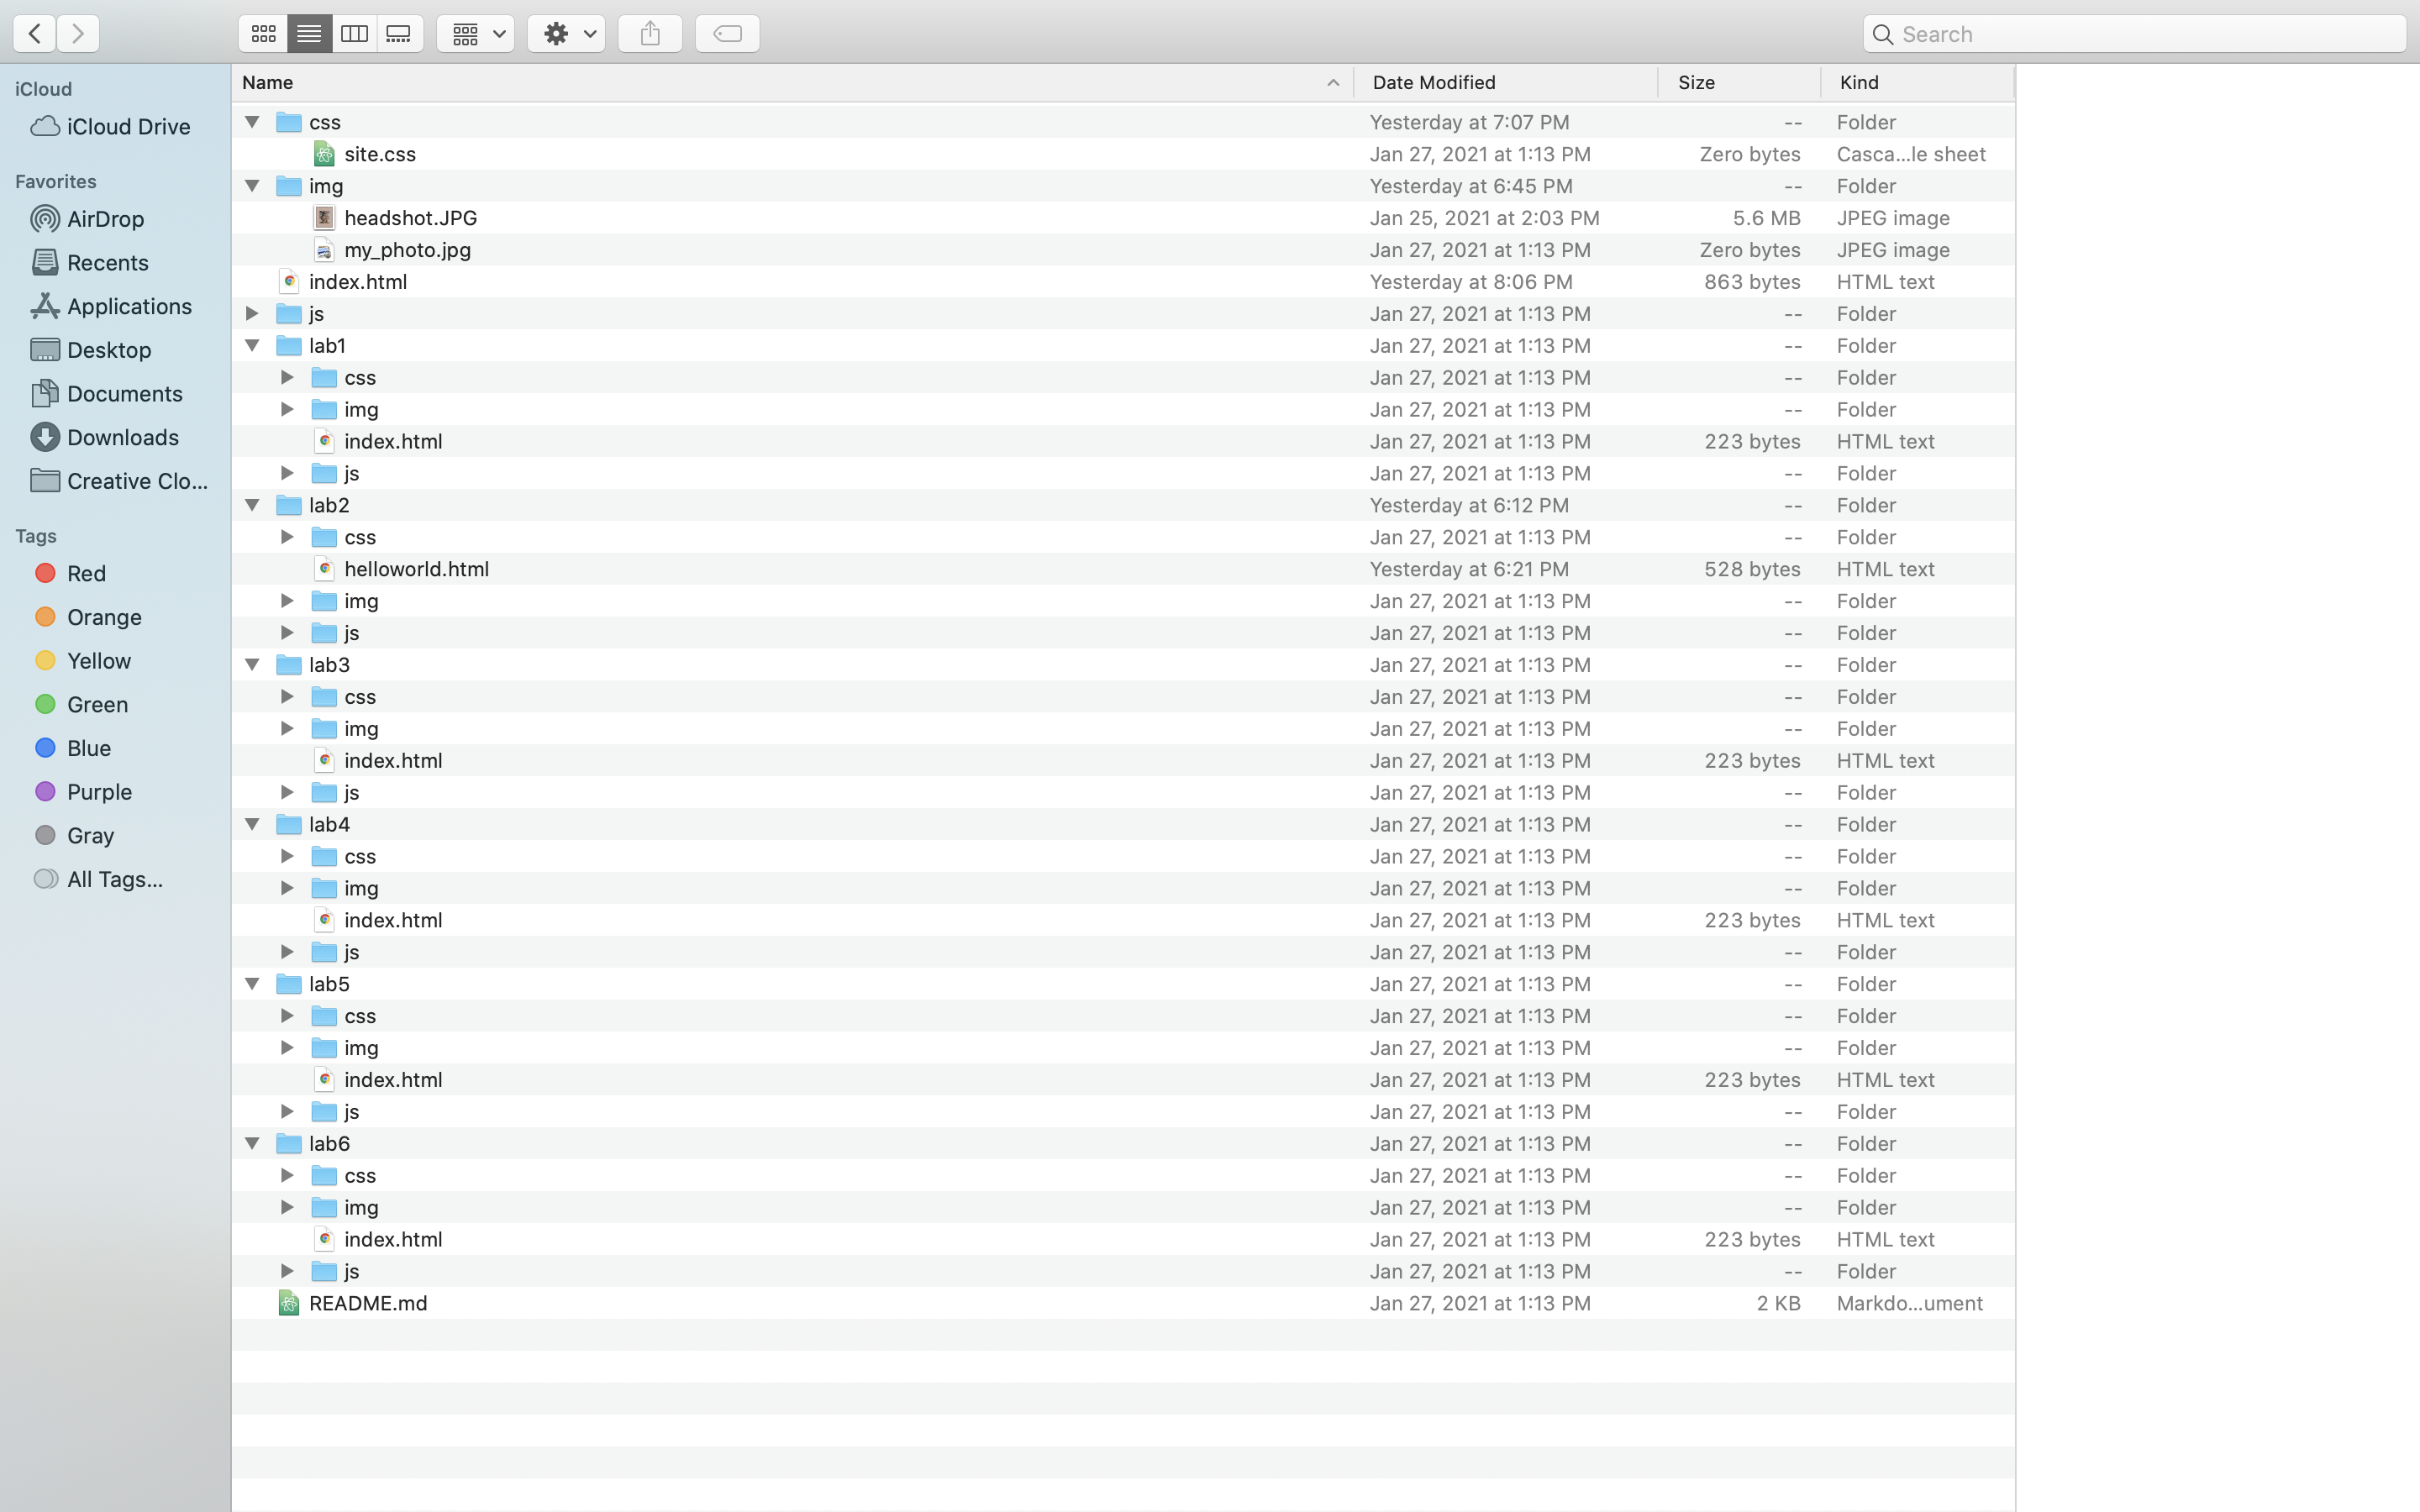 Search
iCloud
iCloud Drive
Favorites
AirDrop
Recents
Applications
Desktop
Documents
Downloads
Creative Clo...
Tags
Red
Orange
Yellow
Green
Blue
Purple
Gray
All Tags...
Name Date Modified Size Kind
css Yesterday at 7:07 PM -- Folder
site.css Jan 27, 2021 at 1:13 PM Zero bytes Casca...le sheet
img Yesterday at 6:45 PM -- Folder
headshot.JPG Jan 25, 2021 at 2:03 PM 5.6 MB JPEG image
my_photo.jpg Jan 27, 2021 at 1:13 PM Zero bytes JPEG image
index.html Yesterday at 8:06 PM 863 bytes HTML text
js Jan 27, 2021 at 1:13 PM -- Folder
lab1 Jan 27, 2021 at 1:13 PM -- Folder
css Jan 27, 2021 at 1:13 PM -- Folder
img Jan 27, 2021 at 1:13 PM -- Folder
index.html Jan 27, 2021 at 1:13 PM 223 bytes HTML text
js Jan 27, 2021 at 1:13 PM -- Folder
lab2 Yesterday at 6:12 PM -- Folder
css Jan 27, 2021 at 1:13 PM -- Folder
helloworld.html Yesterday at 6:21 PM 528 bytes HTML text
img Jan 27, 2021 at 1:13 PM -- Folder
js Jan 27, 2021 at 1:13 PM -- Folder
lab3 Jan 27, 2021 at 1:13 PM -- Folder
css Jan 27, 2021 at 1:13 PM -- Folder
img Jan 27, 2021 at 1:13 PM -- Folder
index.html Jan 27, 2021 at 1:13 PM 223 bytes HTML text
js Jan 27, 2021 at 1:13 PM -- Folder
lab4 Jan 27, 2021 at 1:13 PM -- Folder
css Jan 27, 2021 at 1:13 PM -- Folder
img Jan 27, 2021 at 1:13 PM -- Folder
index.html Jan 27, 2021 at 1:13 PM 223 bytes HTML text
js Jan 27, 2021 at 1:13 PM -- Folder
lab5 Jan 27, 2021 at 1:13 PM -- Folder
css Jan 27, 2021 at 1:13 PM -- Folder
img Jan 27, 2021 at 1:13 PM -- Folder
index.html Jan 27, 2021 at 1:13 PM 223 bytes HTML text
js Jan 27, 2021 at 1:13 PM -- Folder
lab6 Jan 27, 2021 at 1:13 PM -- Folder
css Jan 27, 2021 at 1:13 PM -- Folder
img Jan 27, 2021 at 1:13 PM -- Folder
index.html Jan 27, 2021 at 1:13 PM 223 bytes HTML text
js Jan 27, 2021 at 1:13 PM -- Folder
README.md Jan 27, 2021 at 1:13 PM 2 KB Markdo...ument